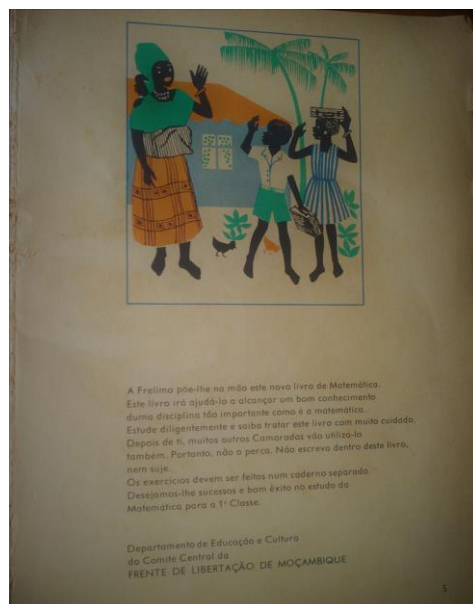 A Frelimo põe-lhe na mão este novo livro de Matemática.
Este livro irá ajudá-lo a alcançar um bom conhecimento
duma disciplina tão importante como é a matemática.
Estude diligentemente e saiba tratar este livro com muito cuidado.
Depois de ti, muitos outros Camaradas vão utilizá-lo
também. Portanto, não o perca. Não escreva dentro deste livro,
nem suje.
Os exercícios devem ser feitos num caderno separado.
Desejamos-lhe sucessos e bom êxito no estudo da
Matemática para a 1ª Classe.
Departamento de Educação e Cultura
do Comité Central da
FRENTE DE LIBERTAÇÃO DE MOÇAMBIQUE
5